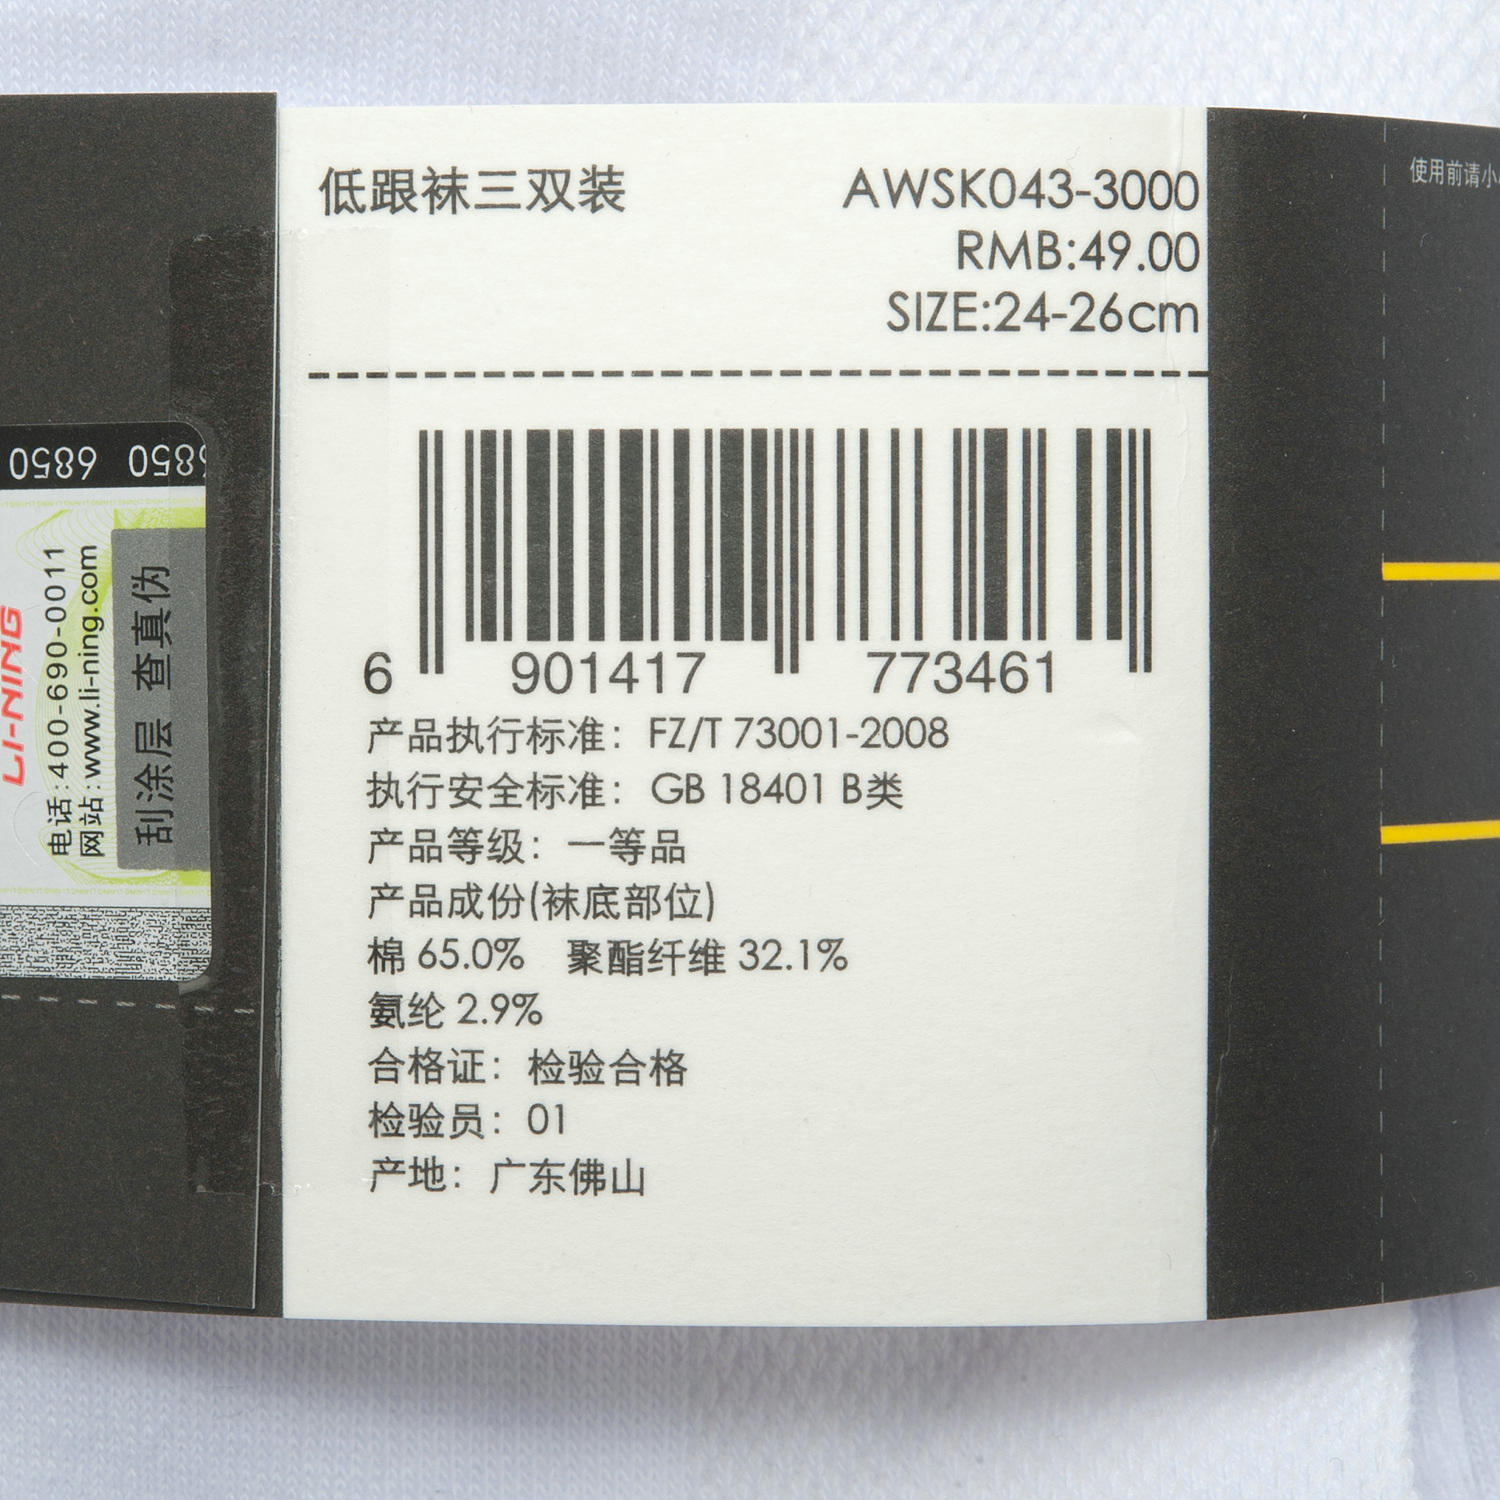 低跟袜三双装
AWSK043-3000
RMB:49.00
SIZE:24-26cm
6 901417 773461
产品执行标准：FZ/T 73001-2008
执行安全标准：GB 18401 B类
产品等级：一等品
产品成份(袜底部位)
棉 65.0% 聚酯纤维 32.1%
氨纶 2.9%
合格证：检验合格
检验员：01
产地：广东佛山
6850 6850
LI-NING
电话:400-690-0011
网站:www.li-ning.com
刮涂层 查真伪
使用前请小